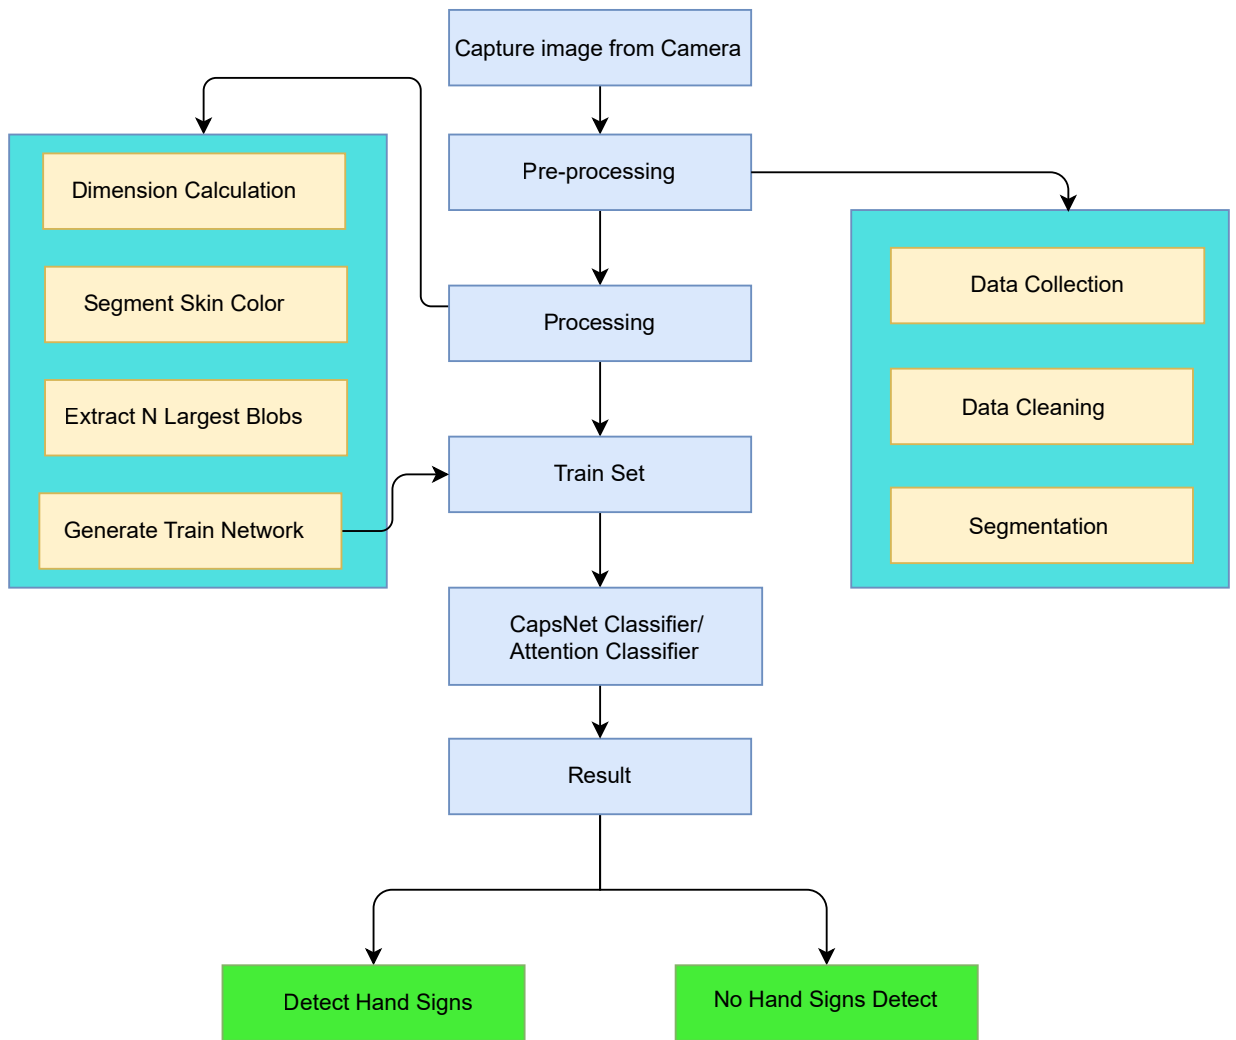 Capture image from Camera
Pre-processing
Processing
Train Set
CapsNet Classifier/
Attention Classifier
Result
Detect Hand Signs
No Hand Signs Detect
Dimension Calculation
Segment Skin Color
Extract N Largest Blobs
Generate Train Network
Data Collection
Data Cleaning
Segmentation